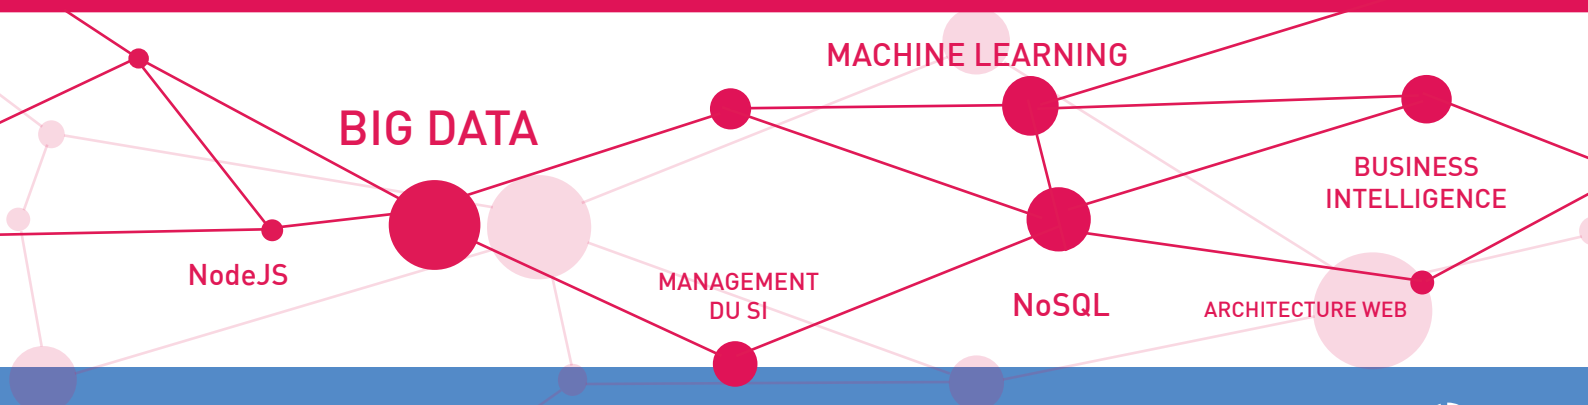 MACHINE LEARNING
BIG DATA
BUSINESS
INTELLIGENCE
NodeJS
MANAGEMENT
DU SI
NoSQL
ARCHITECTURE WEB